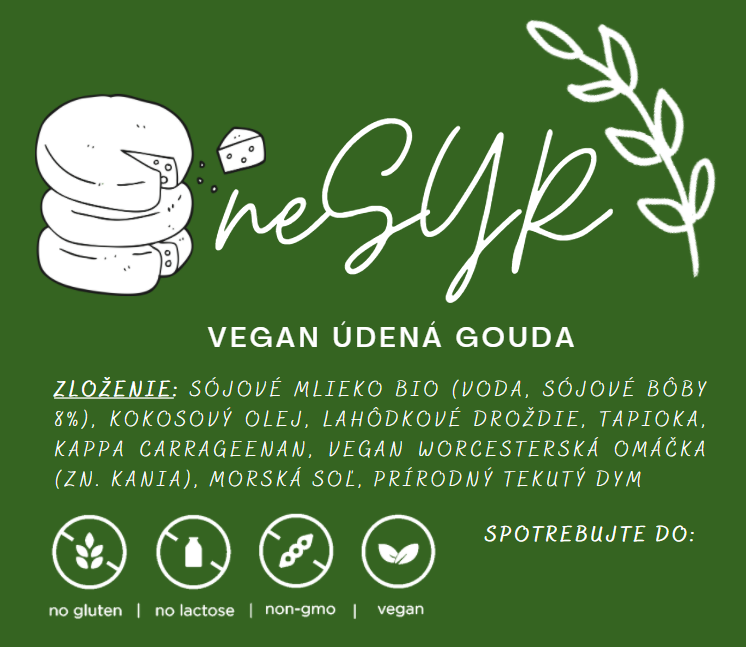 neSYR
VEGAN ÚDENÁ GOUDA
ZLOŽENIE: SÓJOVÉ MLIEKO BIO (VODA, SÓJOVÉ BÔBY
8%), KOKOSOVÝ OLEJ, LAHÔDKOVÉ DROŽDIE, TAPIOKA,
KAPPA CARRAGEENAN, VEGAN WORCESTERSKÁ OMÁČKA
(ZN. KANIA), MORSKÁ SOĽ, PRÍRODNÝ TEKUTÝ DYM
SPOTREBUJTE DO:
no gluten | no lactose | non-gmo | vegan